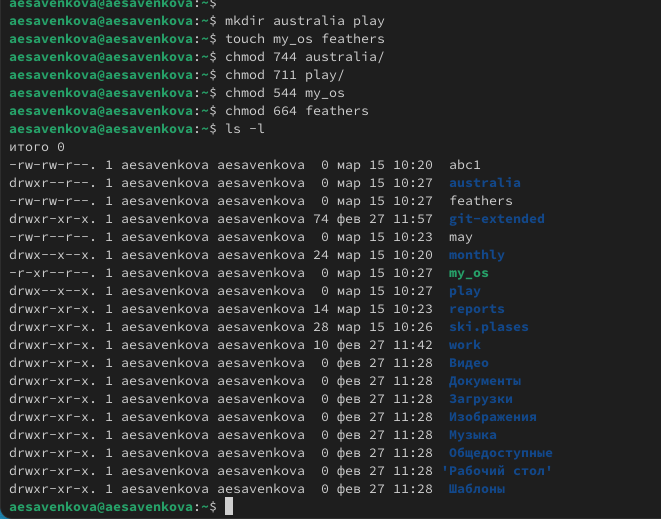 aesavenkova@aesavenkova:~$
aesavenkova@aesavenkova:~$ mkdir australia play
aesavenkova@aesavenkova:~$ touch my_os feathers
aesavenkova@aesavenkova:~$ chmod 744 australia/
aesavenkova@aesavenkova:~$ chmod 711 play/
aesavenkova@aesavenkova:~$ chmod 544 my_os
aesavenkova@aesavenkova:~$ chmod 664 feathers
aesavenkova@aesavenkova:~$ ls -l
итого 0
-rw-rw-r--. 1 aesavenkova aesavenkova  0 мар 15 10:20  abc1
drwxr--r--. 1 aesavenkova aesavenkova  0 мар 15 10:27  australia
-rw-rw-r--. 1 aesavenkova aesavenkova  0 мар 15 10:27  feathers
drwxr-xr-x. 1 aesavenkova aesavenkova 74 фев 27 11:57  git-extended
-rw-r--r--. 1 aesavenkova aesavenkova  0 мар 15 10:23  may
drwx--x--x. 1 aesavenkova aesavenkova 24 мар 15 10:20  monthly
-r-xr--r--. 1 aesavenkova aesavenkova  0 мар 15 10:27  my_os
drwx--x--x. 1 aesavenkova aesavenkova  0 мар 15 10:27  play
drwxr-xr-x. 1 aesavenkova aesavenkova 14 мар 15 10:23  reports
drwxr-xr-x. 1 aesavenkova aesavenkova 28 мар 15 10:26  ski.plases
drwxr-xr-x. 1 aesavenkova aesavenkova 10 фев 27 11:42  work
drwxr-xr-x. 1 aesavenkova aesavenkova  0 фев 27 11:28  Видео
drwxr-xr-x. 1 aesavenkova aesavenkova  0 фев 27 11:28  Документы
drwxr-xr-x. 1 aesavenkova aesavenkova  0 фев 27 11:28  Загрузки
drwxr-xr-x. 1 aesavenkova aesavenkova  0 фев 27 11:28  Изображения
drwxr-xr-x. 1 aesavenkova aesavenkova  0 фев 27 11:28  Музыка
drwxr-xr-x. 1 aesavenkova aesavenkova  0 фев 27 11:28  Общедоступные
drwxr-xr-x. 1 aesavenkova aesavenkova  0 фев 27 11:28 'Рабочий стол'
drwxr-xr-x. 1 aesavenkova aesavenkova  0 фев 27 11:28  Шаблоны
aesavenkova@aesavenkova:~$